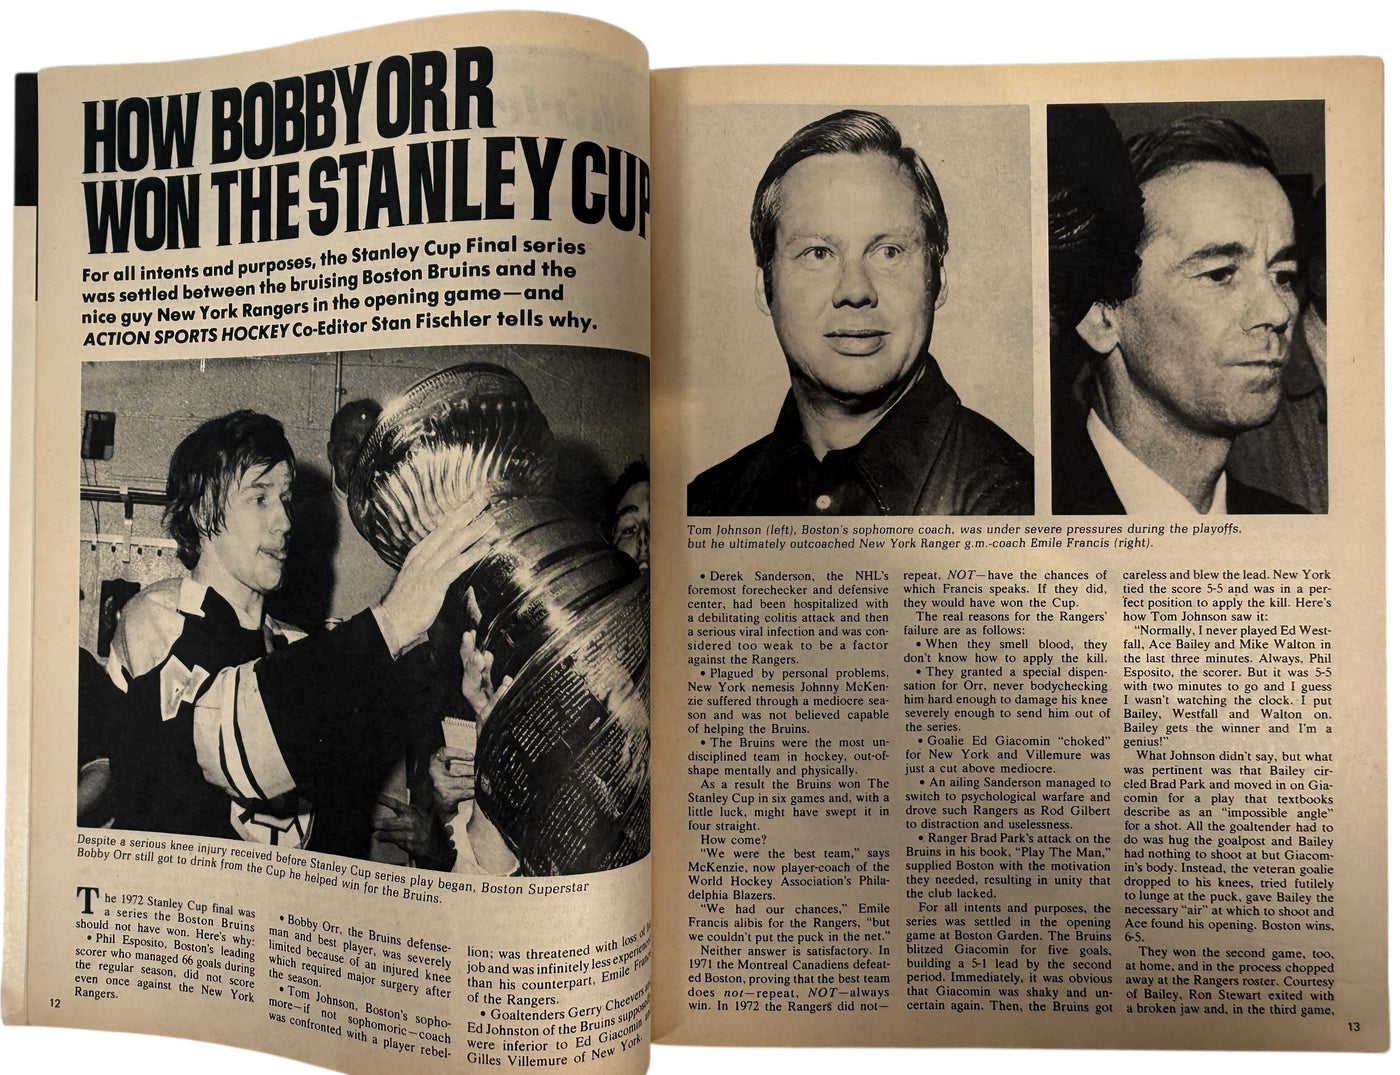 HOW BOBBY ORR
WON THE STANLEY CUP
For all intents and purposes, the Stanley Cup Final series
was settled between the bruising Boston Bruins and the
nice guy New York Rangers in the opening game—and
ACTION SPORTS HOCKEY Co-Editor Stan Fischler tells why.
Despite a serious knee injury received before Stanley Cup series play began, Boston Superstar
Bobby Orr still got to drink from the Cup he helped win for the Bruins.
The 1972 Stanley Cup final was
a series the Boston Bruins
should not have won. Here's why:
• Phil Esposito, Boston's leading
scorer who managed 66 goals during
the regular season, did not score
even once against the New York
Rangers.
• Bobby Orr, the Bruins defense-
man and best player, was severely
limited because of an injured knee
which required major surgery after
the season.
• Tom Johnson, Boston's sopho-
more—if not sophomoric—coach
was confronted with a player rebel-
lion; was threatened with loss of his
job and was infinitely less experienced
than his counterpart, Emile Francis
of the Rangers.
• Goaltenders Gerry Cheevers and
Ed Johnston of the Bruins supposedly
were inferior to Ed Giacomin and
Gilles Villemure of New York.
12
Tom Johnson (left), Boston's sophomore coach, was under severe pressures during the playoffs,
but he ultimately outcoached New York Ranger g.m.-coach Emile Francis (right).
• Derek Sanderson, the NHL's
foremost forechecker and defensive
center, had been hospitalized with
a debilitating colitis attack and then
a serious viral infection and was con-
sidered too weak to be a factor
against the Rangers.
• Plagued by personal problems,
New York nemesis Johnny McKen-
zie suffered through a mediocre sea-
son and was not believed capable
of helping the Bruins.
• The Bruins were the most un-
disciplined team in hockey, out-of-
shape mentally and physically.
As a result the Bruins won The
Stanley Cup in six games and, with a
little luck, might have swept it in
four straight.
How come?
"We were the best team," says
McKenzie, now player-coach of the
World Hockey Association's Phila-
delphia Blazers.
"We had our chances," Emile
Francis alibis for the Rangers, "but
we couldn't put the puck in the net."
Neither answer is satisfactory. In
1971 the Montreal Canadiens defeat-
ed Boston, proving that the best team
does not—repeat, NOT—always
win. In 1972 the Rangers did not—
repeat, NOT—have the chances of
which Francis speaks. If they did,
they would have won the Cup.
The real reasons for the Rangers'
failure are as follows:
• When they smell blood, they
don't know how to apply the kill.
• They granted a special dispen-
sation for Orr, never bodychecking
him hard enough to damage his knee
severely enough to send him out of
the series.
• Goalie Ed Giacomin "choked"
for New York and Villemure was
just a cut above mediocre.
• An ailing Sanderson managed to
switch to psychological warfare and
drove such Rangers as Rod Gilbert
to distraction and uselessness.
• Ranger Brad Park's attack on the
Bruins in his book, "Play The Man,"
supplied Boston with the motivation
they needed, resulting in unity that
the club lacked.
For all intents and purposes, the
series was settled in the opening
game at Boston Garden. The Bruins
blitzed Giacomin for five goals,
building a 5-1 lead by the second
period. Immediately, it was obvious
that Giacomin was shaky and un-
certain again. Then, the Bruins got
careless and blew the lead. New York
tied the score 5-5 and was in a per-
fect position to apply the kill. Here's
how Tom Johnson saw it:
"Normally, I never played Ed West-
fall, Ace Bailey and Mike Walton in
the last three minutes. Always, Phil
Esposito, the scorer. But it was 5-5
with two minutes to go and I guess
I wasn't watching the clock. I put
Bailey, Westfall and Walton on.
Bailey gets the winner and I'm a
genius!"
What Johnson didn't say, but what
was pertinent was that Bailey cir-
cled Brad Park and moved in on Gia-
comin for a play that textbooks
describe as an "impossible angle"
for a shot. All the goaltender had to
do was hug the goalpost and Bailey
had nothing to shoot at but Giacom-
in's body. Instead, the veteran goalie
dropped to his knees, tried futilely
to lunge at the puck, gave Bailey the
necessary "air" at which to shoot and
Ace found his opening. Boston wins,
6-5.
They won the second game, too,
at home, and in the process chopped
away at the Rangers roster. Courtesy
of Bailey, Ron Stewart exited with
a broken jaw and, in the third game,
13